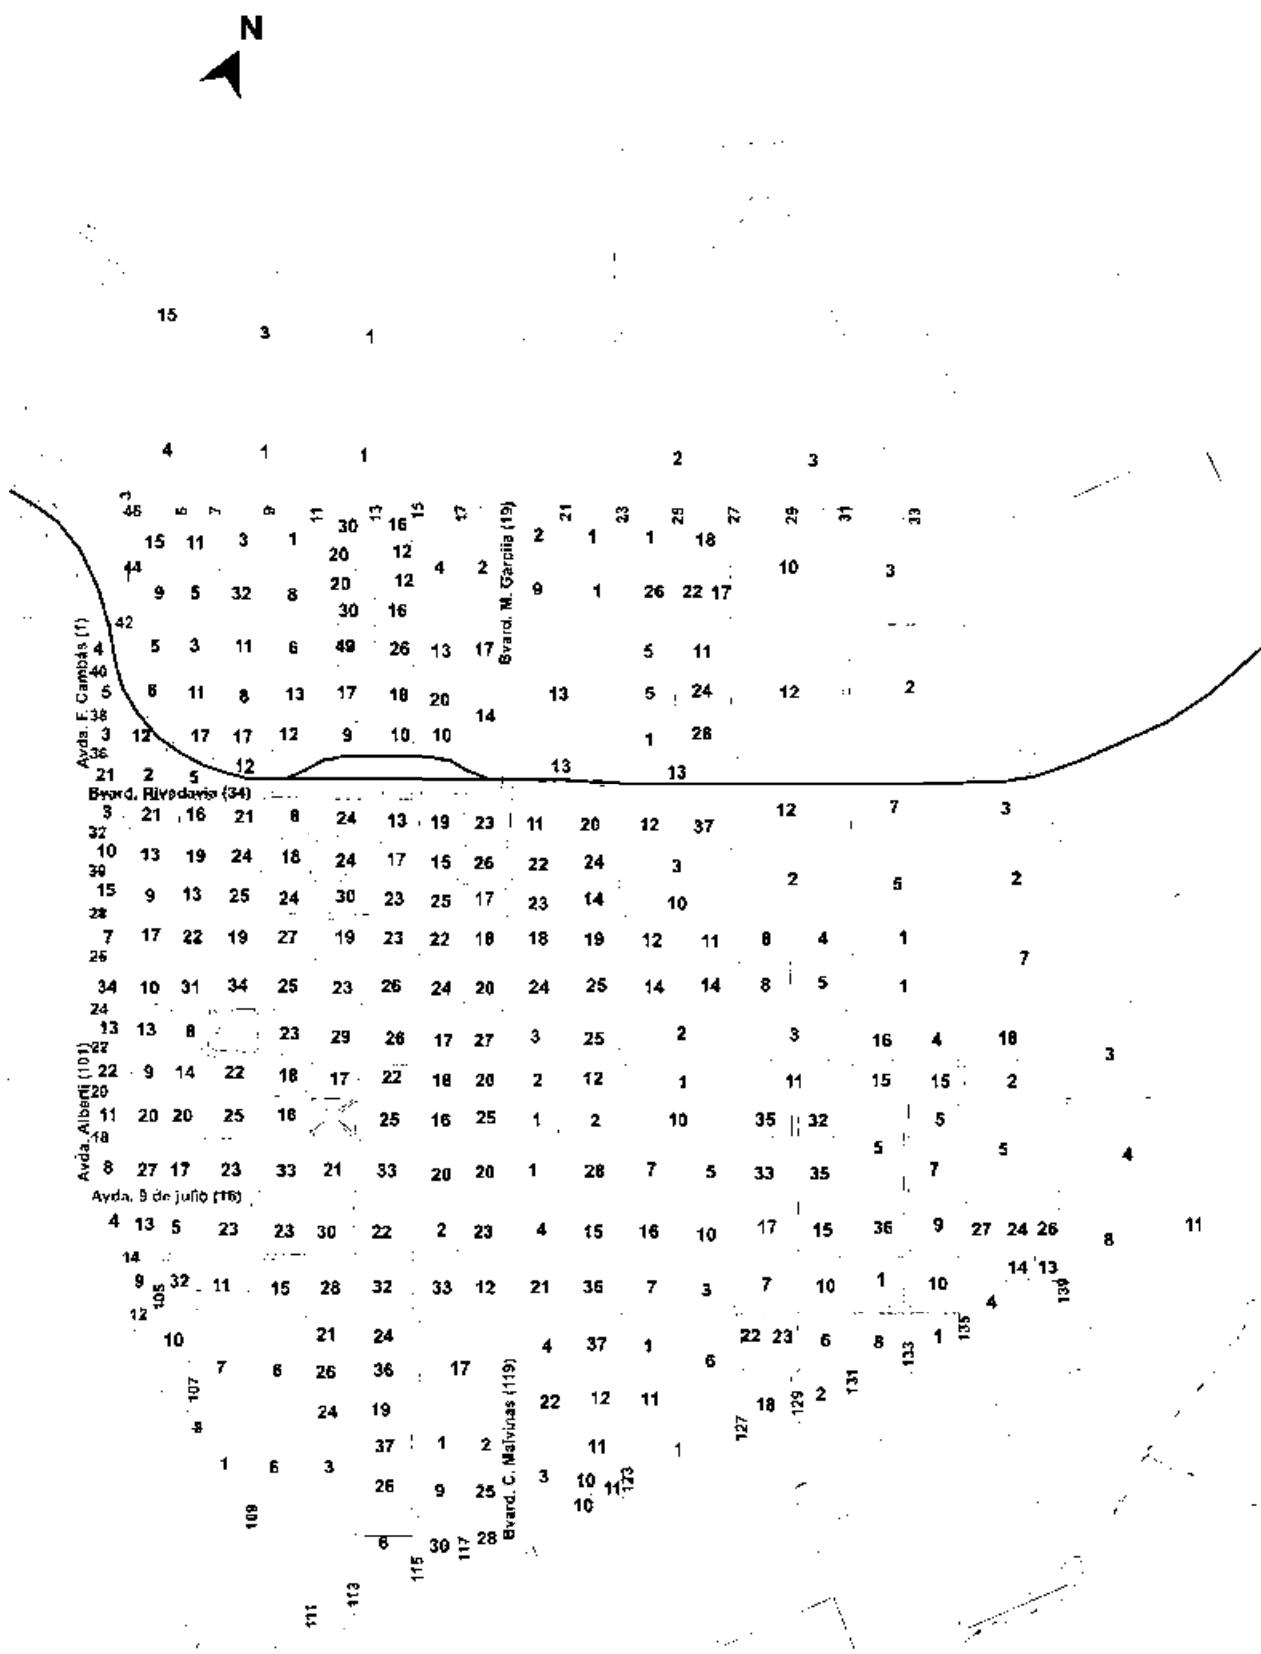 N
15 3 1
4 1 1 2 3
3 5 7 9 11 13 15 17 Bvard. M. Garciia (19) 21 23 25 27 29 31 33
46 30 16
15 11 3 1 2 1 1 18
20 12
44 4 2 10 3
20 12
9 5 32 8 9 1 26 22 17
30 16
42
Avda. F. Cambás (1)
4 5 3 11 6 49 26 13 17 5 11
40
5 6 11 8 13 17 18 20 13 5 24 12 2
38 14
3 12 17 17 12 9 10 10 1 28
36
21 2 5 12 13 13
Bvard. Rivadavia (34)
3 21 16 21 8 24 13 19 23 11 20 12 37 12 7 3
32
10 13 19 24 18 24 17 15 26 22 24 3 2 5 2
30
15 9 13 25 24 30 23 25 17 23 14 10
28
7 17 22 19 27 19 23 22 18 18 19 12 11 8 4 1
26 7
34 10 31 34 25 23 26 24 20 24 25 14 14 8 5 1
24
13 13 8 23 29 26 17 27 3 25 2 3 16 4 18
22 3
Avda. Alberti (101)
22 9 14 22 18 17 22 18 20 2 12 1 11 15 15 2
20
11 20 20 25 16 25 16 25 1 2 10 35 32 5
18 5 5 4
8 27 17 23 33 21 33 20 20 1 28 7 5 33 35 7
Avda. 9 de julio (16)
4 13 5 23 23 30 22 2 23 4 15 16 10 17 15 36 9 27 24 26 8 11
14 14 13
9 32 11 15 28 32 33 12 21 36 7 3 7 10 1 10 4
105 139
12
10 21 24 4 37 1 22 23 6 8 1 135
133
7 6 26 36 17 6
107 131
24 19 22 12 11 18 129 2
127
Bvard. C. Malvinas (119)
37 1 2 11 1
1 6 3
26 9 25 3 10 11 123
10
109
6 30 117 28
115
113
111